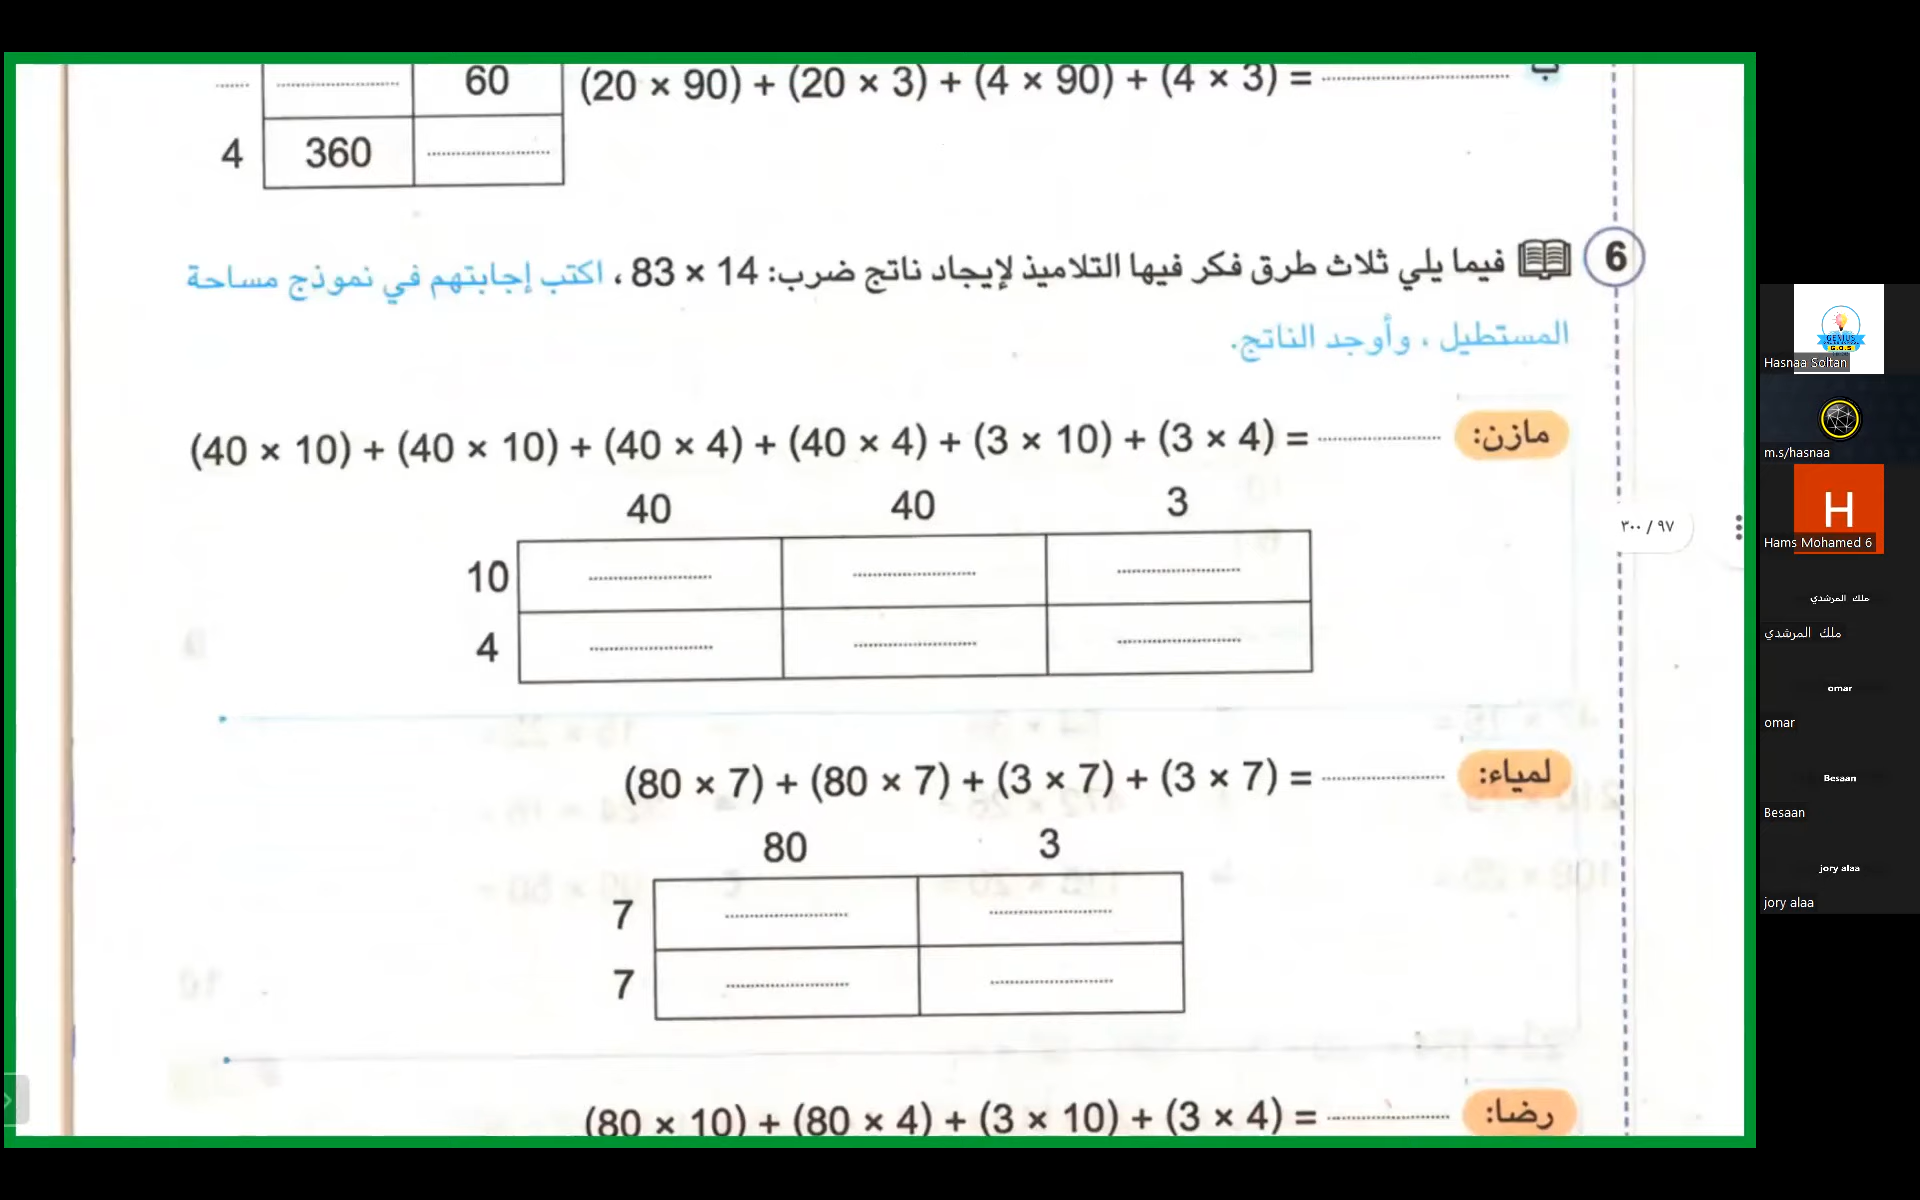 60
(20 × 90) + (20 × 3) + (4 × 90) + (4 × 3) =
ب
4 360
6 فيما يلي ثلاث طرق فكر فيها التلاميذ لإيجاد ناتج ضرب: 14 × 83 ، اكتب إجابتهم في نموذج مساحة
المستطيل ، وأوجد الناتج.
مازن: (40 × 10) + (40 × 10) + (40 × 4) + (40 × 4) + (3 × 10) + (3 × 4) =
40 40 3
10
4
لمياء: (80 × 7) + (80 × 7) + (3 × 7) + (3 × 7) =
80 3
7
7
رضا: (80 × 10) + (80 × 4) + (3 × 10) + (3 × 4) =
٩٧ / ٣٠٠
GENIUS
G.O.S
Hasnaa Soltan
m.s/hasnaa
H
Hams Mohamed 6
ملك المرشدي
ملك المرشدي
omar
omar
Besaan
Besaan
jory alaa
jory alaa